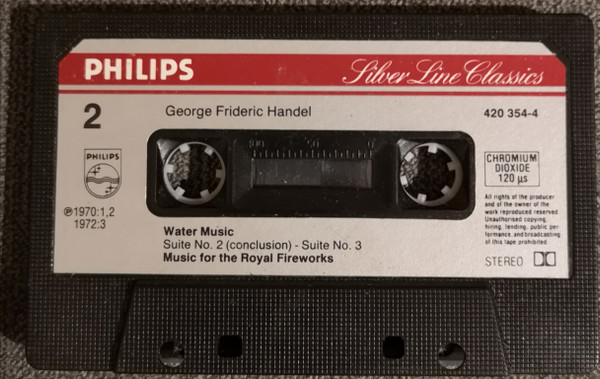 PHILIPS
Silver Line Classics
2
George Frideric Handel
420 354-4
100 50 0
PHILIPS
CHROMIUM
DIOXIDE
120 µs
℗1970:1,2
1972:3
All rights of the producer
and of the owner of the
work reproduced reserved
Unauthorised copying,
hiring, lending, public per
formance, and broadcasting
of this tape prohibited
Water Music
Suite No. 2 (conclusion) - Suite No. 3
Music for the Royal Fireworks
STEREO